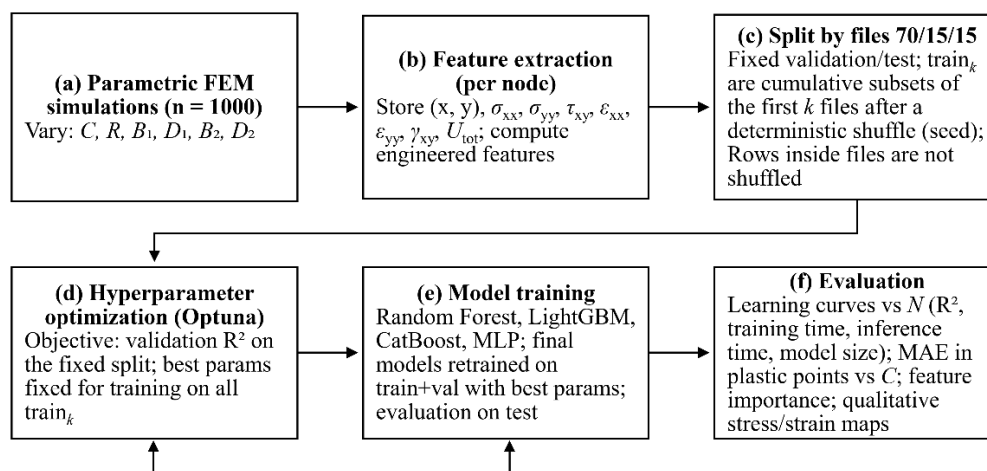 (a) Parametric FEM
simulations (n = 1000)
Vary: C, R, B₁, D₁, B₂, D₂
(b) Feature extraction
(per node)
Store (x, y), σxx, σyy, τxy, εxx,
εyy, γxy, Utot; compute
engineered features
(c) Split by files 70/15/15
Fixed validation/test; traink
are cumulative subsets of
the first k files after a
deterministic shuffle (seed);
Rows inside files are not
shuffled
(d) Hyperparameter
optimization (Optuna)
Objective: validation R² on
the fixed split; best params
fixed for training on all
traink
(e) Model training
Random Forest, LightGBM,
CatBoost, MLP; final
models retrained on
train+val with best params;
evaluation on test
(f) Evaluation
Learning curves vs N (R²,
training time, inference
time, model size); MAE in
plastic points vs C; feature
importance; qualitative
stress/strain maps